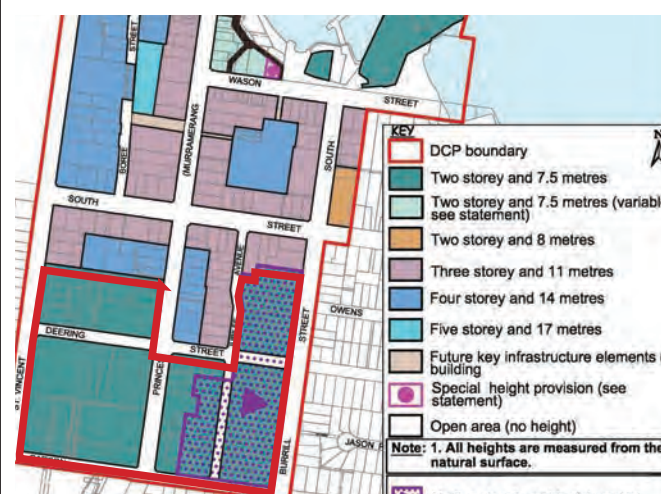 STREET
WASON
STREET
BOREE
(MURRAMERANG
SOUTH
SOUTH
STREET
AVENUE
DEERING
STREET
PRINCE
OWENS
STREET
ST. VINCENT
BURRILL
JASON
KEY
DCP boundary
Two storey and 7.5 metres
Two storey and 7.5 metres (variable
see statement)
Two storey and 8 metres
Three storey and 11 metres
Four storey and 14 metres
Five storey and 17 metres
Future key infrastructure elements
building
Special height provision (see
statement)
Open area (no height)
Note: 1. All heights are measured from the
natural surface.